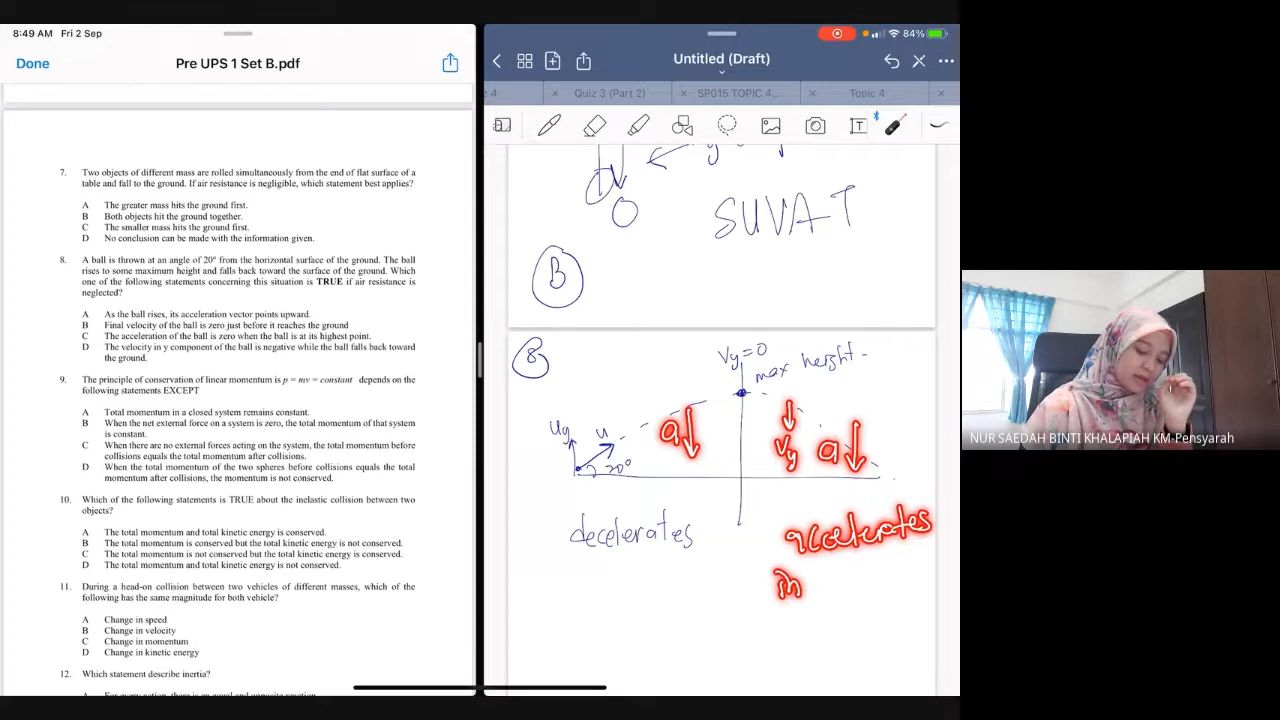 8:49 AM Fri 2 Sep
84%
Done
Pre UPS 1 Set B.pdf
Untitled (Draft)
4
Quiz 3 (Part 2)
SP015 TOPIC 4...
Topic 4
7. Two objects of different mass are rolled simultaneously from the end of flat surface of a
table and fall to the ground. If air resistance is negligible, which statement best applies?
A The greater mass hits the ground first.
B Both objects hit the ground together.
C The smaller mass hits the ground first.
D No conclusion can be made with the information given.
8. A ball is thrown at an angle of 20° from the horizontal surface of the ground. The ball
rises to some maximum height and falls back toward the surface of the ground. Which
one of the following statements concerning this situation is TRUE if air resistance is
neglected?
A As the ball rises, its acceleration vector points upward.
B Final velocity of the ball is zero just before it reaches the ground
C The acceleration of the ball is zero when the ball is at its highest point.
D The velocity in y component of the ball is negative while the ball falls back toward
the ground.
9. The principle of conservation of linear momentum is p = mv = constant depends on the
following statements EXCEPT
A Total momentum in a closed system remains constant.
B When the net external force on a system is zero, the total momentum of that system
is constant.
C When there are no external forces acting on the system, the total momentum before
collisions equals the total momentum after collisions.
D When the total momentum of the two spheres before collisions equals the total
momentum after collisions, the momentum is not conserved.
10. Which of the following statements is TRUE about the inelastic collision between two
objects?
A The total momentum and total kinetic energy is conserved.
B The total momentum is conserved but the total kinetic energy is not conserved.
C The total momentum is not conserved but the total kinetic energy is conserved.
D The total momentum and total kinetic energy is not conserved.
11. During a head-on collision between two vehicles of different masses, which of the
following has the same magnitude for both vehicle?
A Change in speed
B Change in velocity
C Change in momentum
D Change in kinetic energy
12. Which statement describe inertia?
A For every action, there is an equal and opposite reaction
SUVAT
B
8
Vy=0
max height
Uy
u
20°
a
Vy
a
decelerates
accelerates
in
NUR SAEDAH BINTI KHALAPIAH KM-Pensyarah